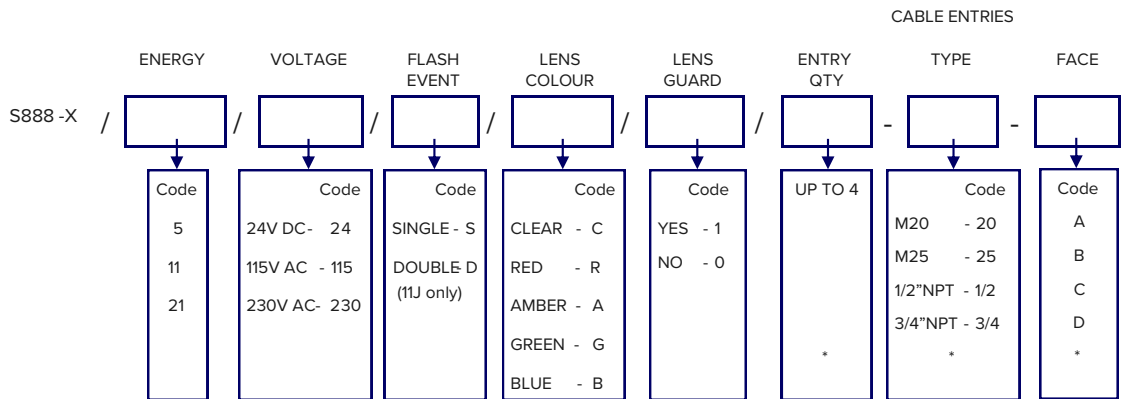 CABLE ENTRIES
ENERGY VOLTAGE FLASH EVENT LENS COLOUR LENS GUARD ENTRY QTY TYPE FACE
S888 -X / / / / / / - -
Code Code Code Code Code UP TO 4 Code Code
5 24V DC- 24 SINGLE - S CLEAR - C YES - 1 M20 - 20 A
11 115V AC - 115 DOUBLE- D RED - R NO - 0 M25 - 25 B
(11J only) 1/2”NPT - 1/2 C
21 230V AC- 230 AMBER - A 3/4”NPT - 3/4 D
GREEN - G * * *
BLUE - B